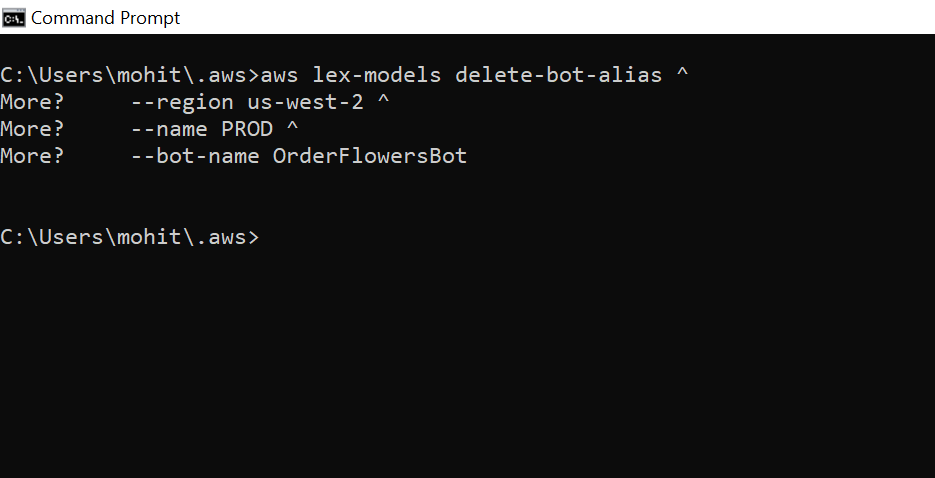 Command Prompt
C:\Users\mohit\.aws>aws lex-models delete-bot-alias ^
More?     --region us-west-2 ^
More?     --name PROD ^
More?     --bot-name OrderFlowersBot
C:\Users\mohit\.aws>